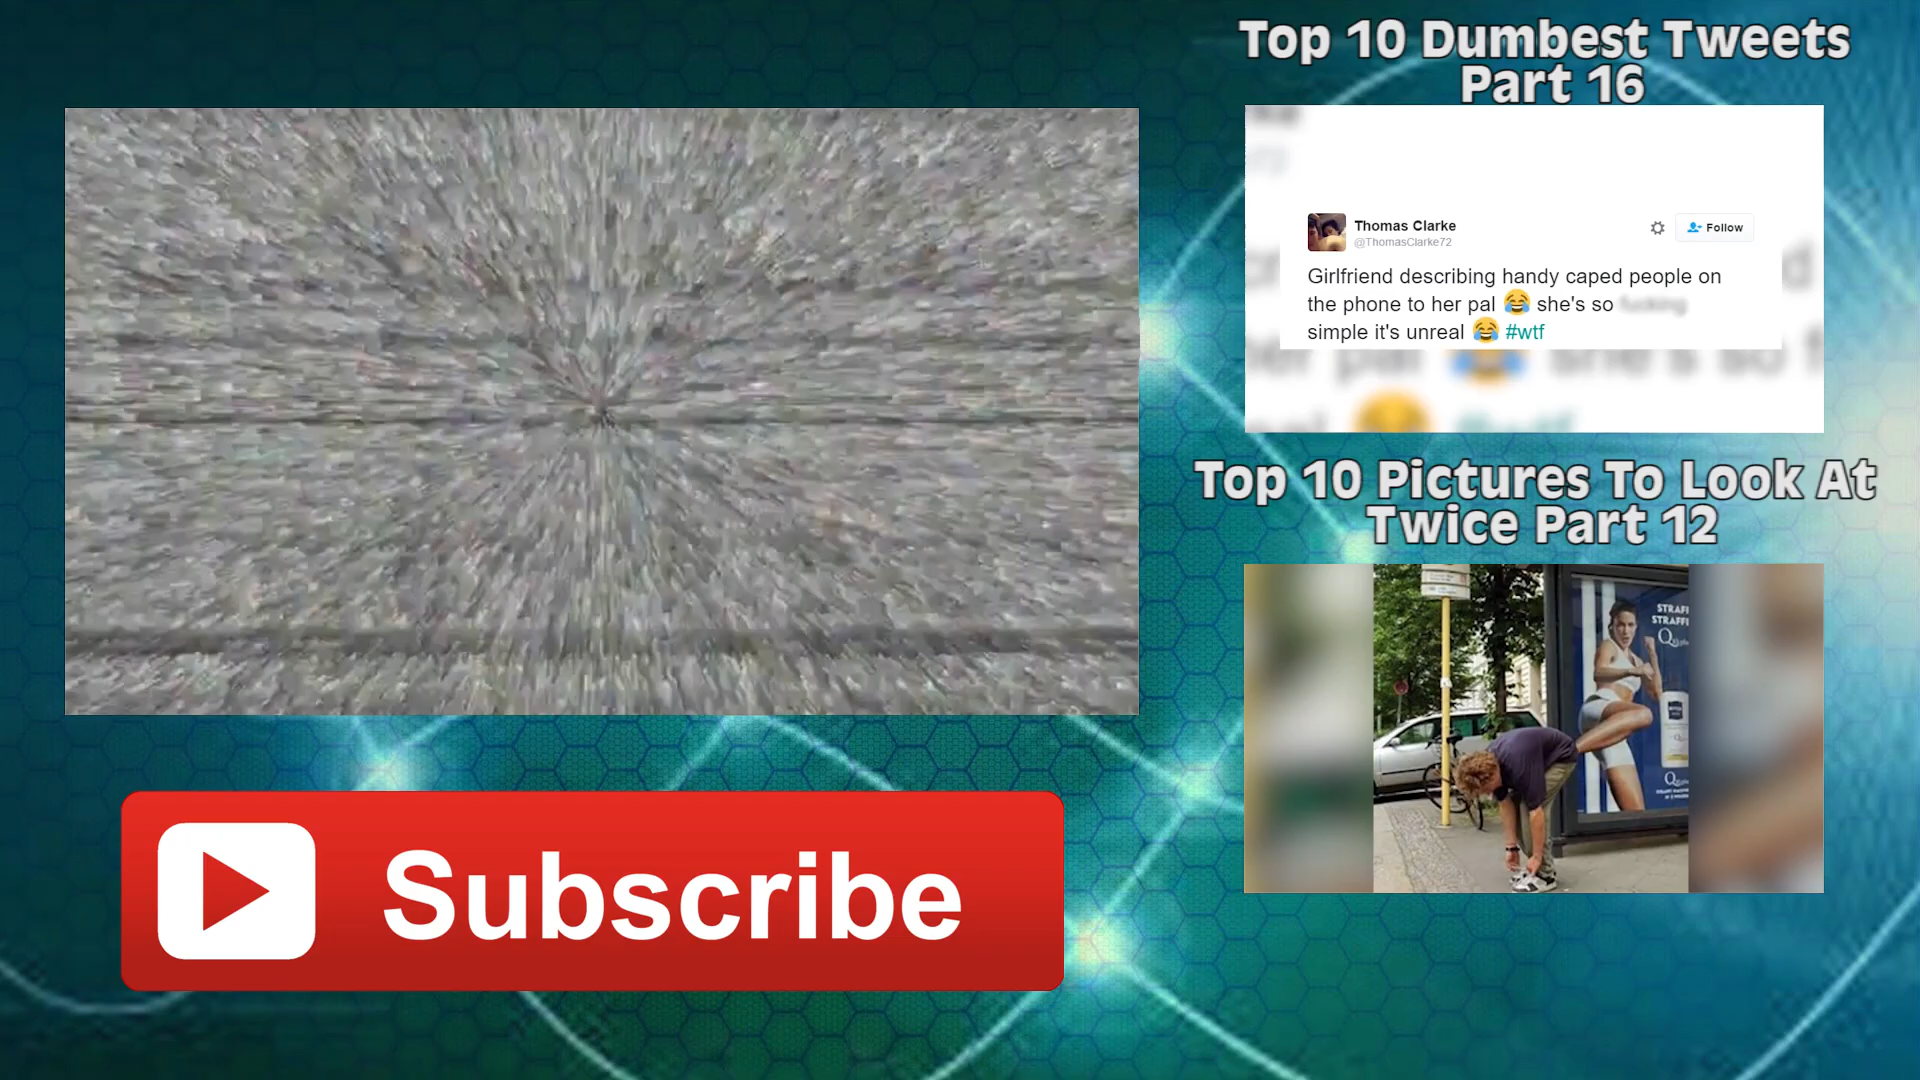 Top 10 Dumbest Tweets
Part 16
Thomas Clarke
@ThomasClarke72
Follow
Girlfriend describing handy caped people on
the phone to her pal 😂 she's so
simple it's unreal 😂 #wtf
Top 10 Pictures To Look At
Twice Part 12
STRAFF
STRAFF
Subscribe